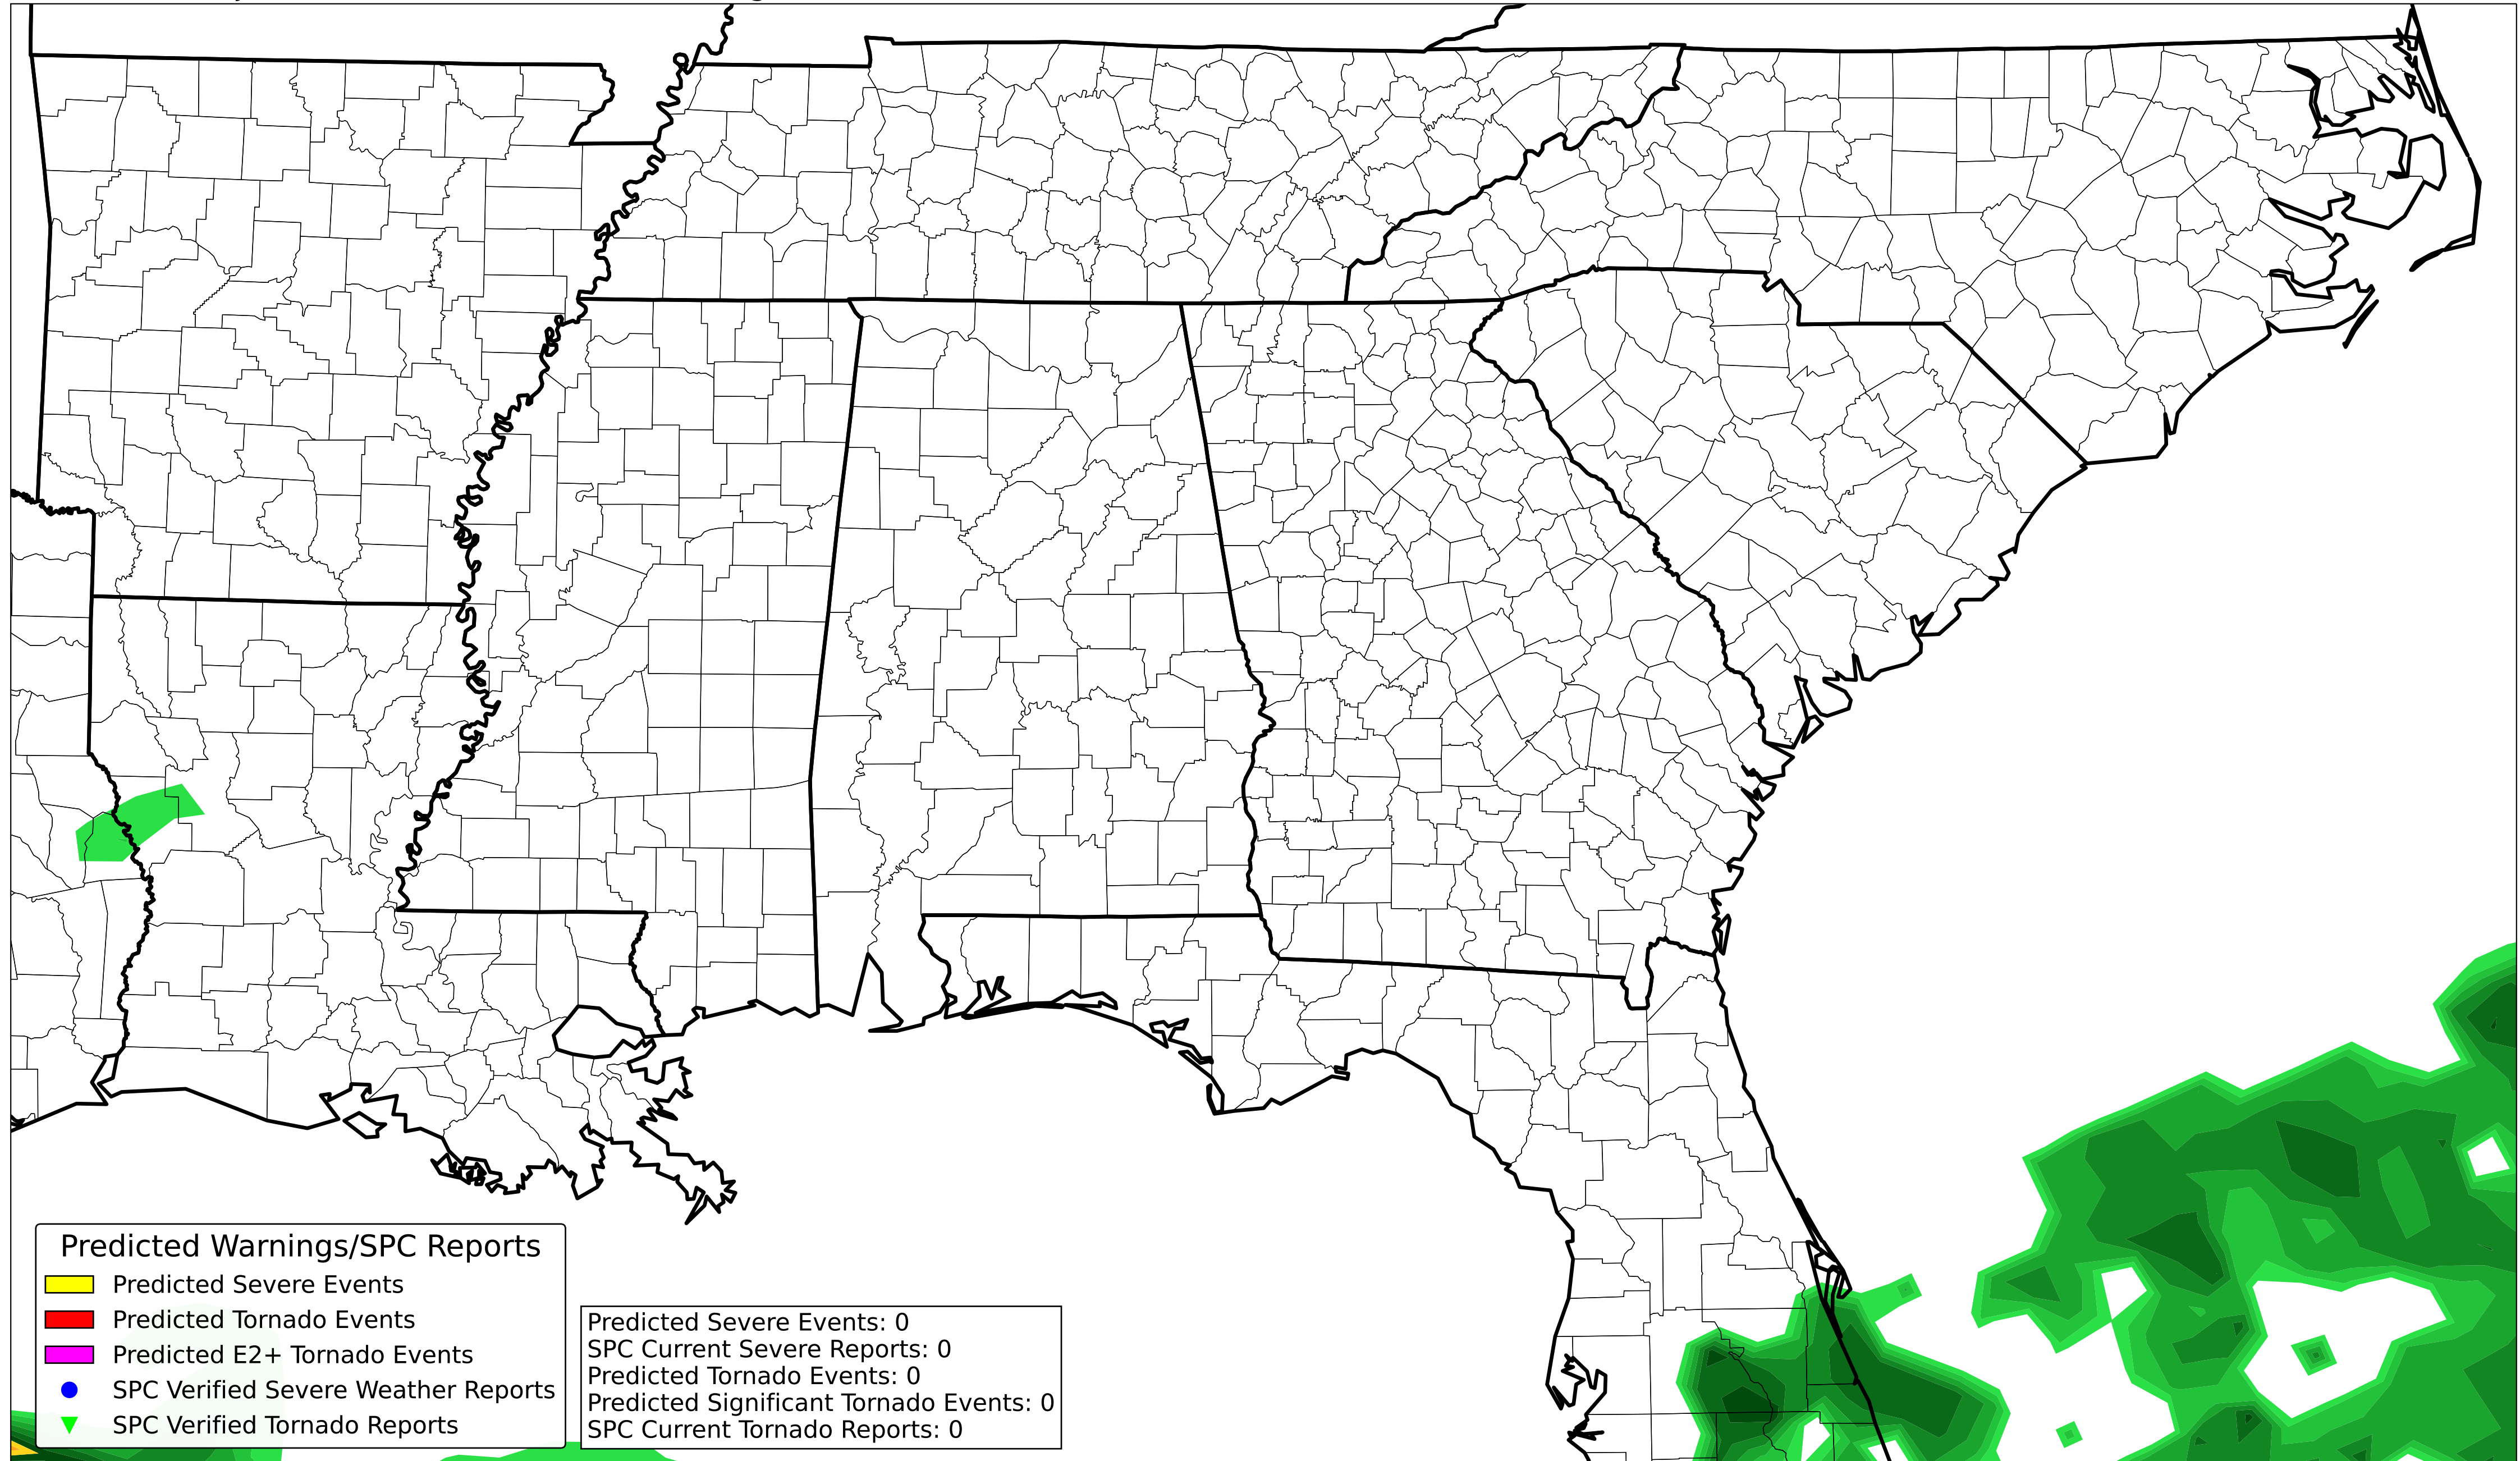 Predicted Warnings/SPC Reports
Predicted Severe Events
Predicted Tornado Events
Predicted E2+ Tornado Events
SPC Verified Severe Weather Reports
SPC Verified Tornado Reports
Predicted Severe Events: 0
SPC Current Severe Reports: 0
Predicted Tornado Events: 0
Predicted Significant Tornado Events: 0
SPC Current Tornado Reports: 0